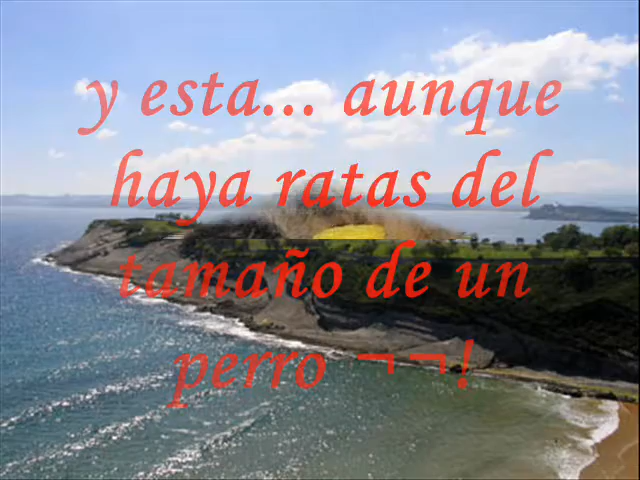 y esta... aunque
haya ratas del
tamaño de un
perro ¬¬!